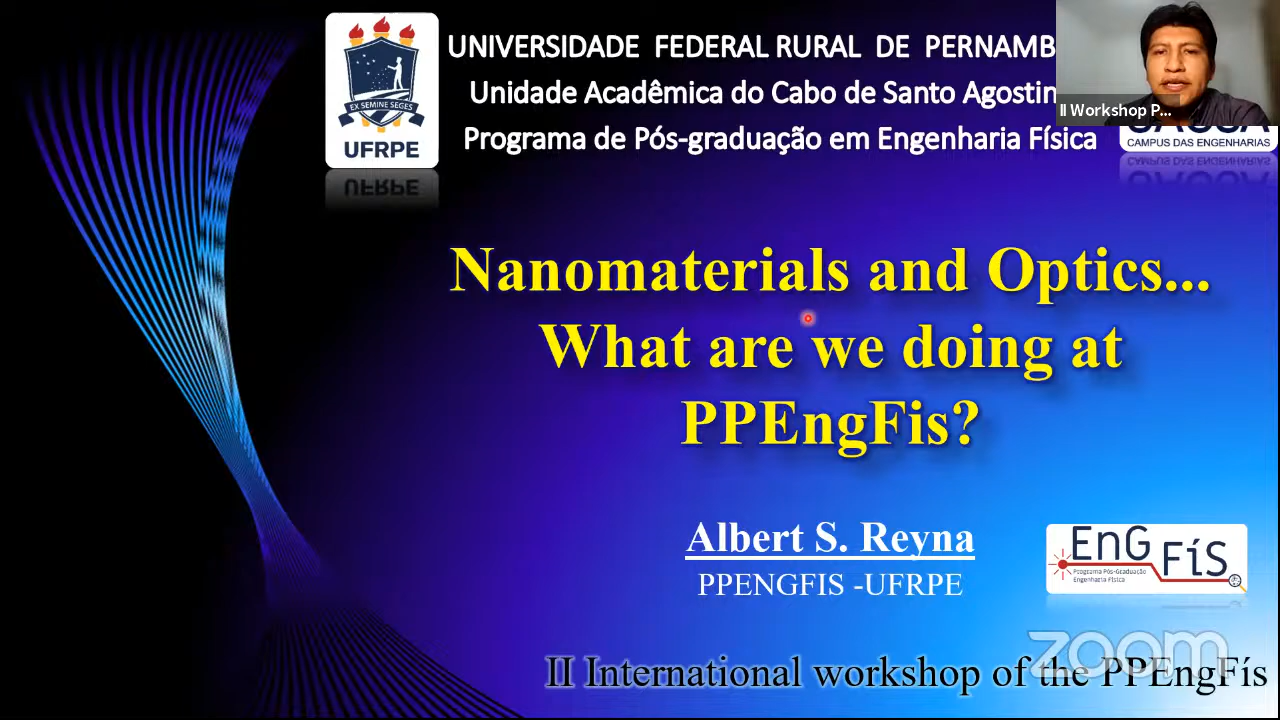 UNIVERSIDADE FEDERAL RURAL DE PERNAMB
Unidade Acadêmica do Cabo de Santo Agostin
Programa de Pós-graduação em Engenharia Física
EX SEMINE SEGES
UFRPE
II Workshop P...
CAMPUS DAS ENGENHARIAS
Nanomaterials and Optics...
What are we doing at
PPEngFis?
Albert S. Reyna
PPENGFIS -UFRPE
EnG FíS
Programa Pós-Graduação
Engenharia Física
zoom
II International workshop of the PPEngFís